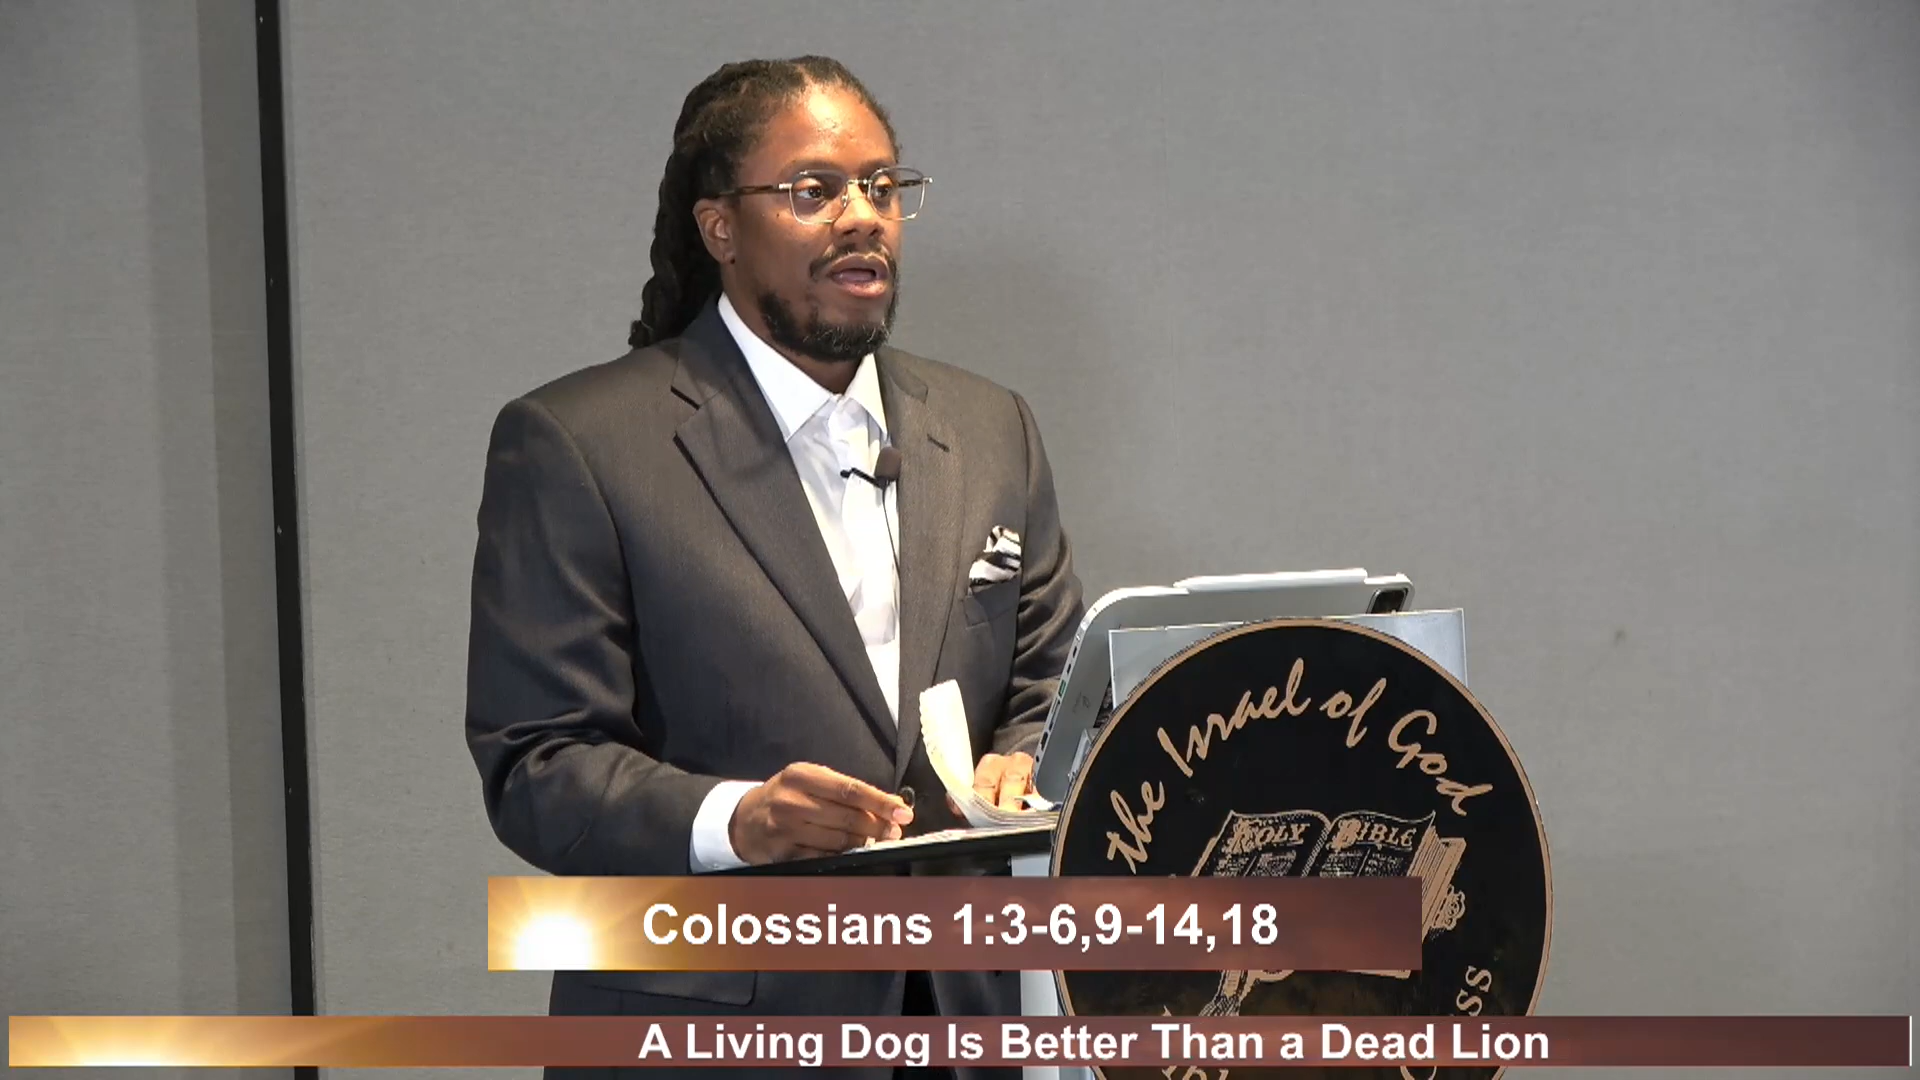 the Israel of God
HOLY BIBLE
Colossians 1:3-6,9-14,18
A Living Dog Is Better Than a Dead Lion